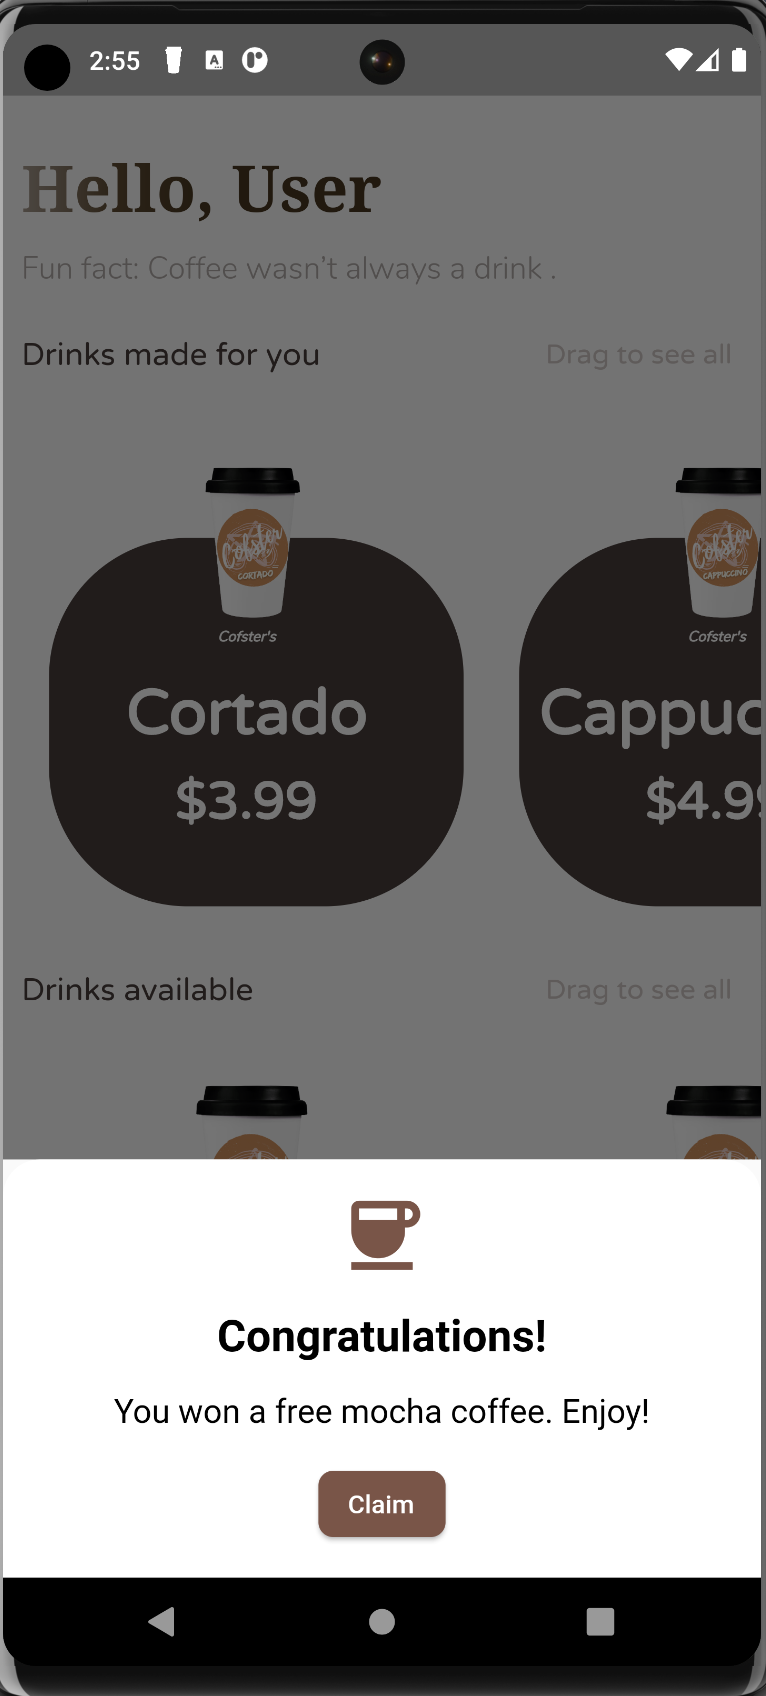 2:55
A
Hello, User
Fun fact: Coffee wasn't always a drink .
Drinks made for you
Drag to see all
Cofster
CORTADO
Cofster's
Cortado
$3.99
Cofster
CAPPUCCINO
Cofster's
Cappuc
$4.99
Drinks available
Drag to see all
Congratulations!
You won a free mocha coffee. Enjoy!
Claim